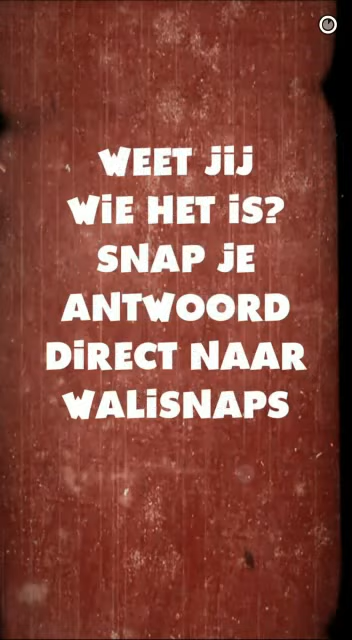 WEET JIJ
WIE HET IS?
SNAP JE
ANTWOORD
DIRECT NAAR
WALISNAPS